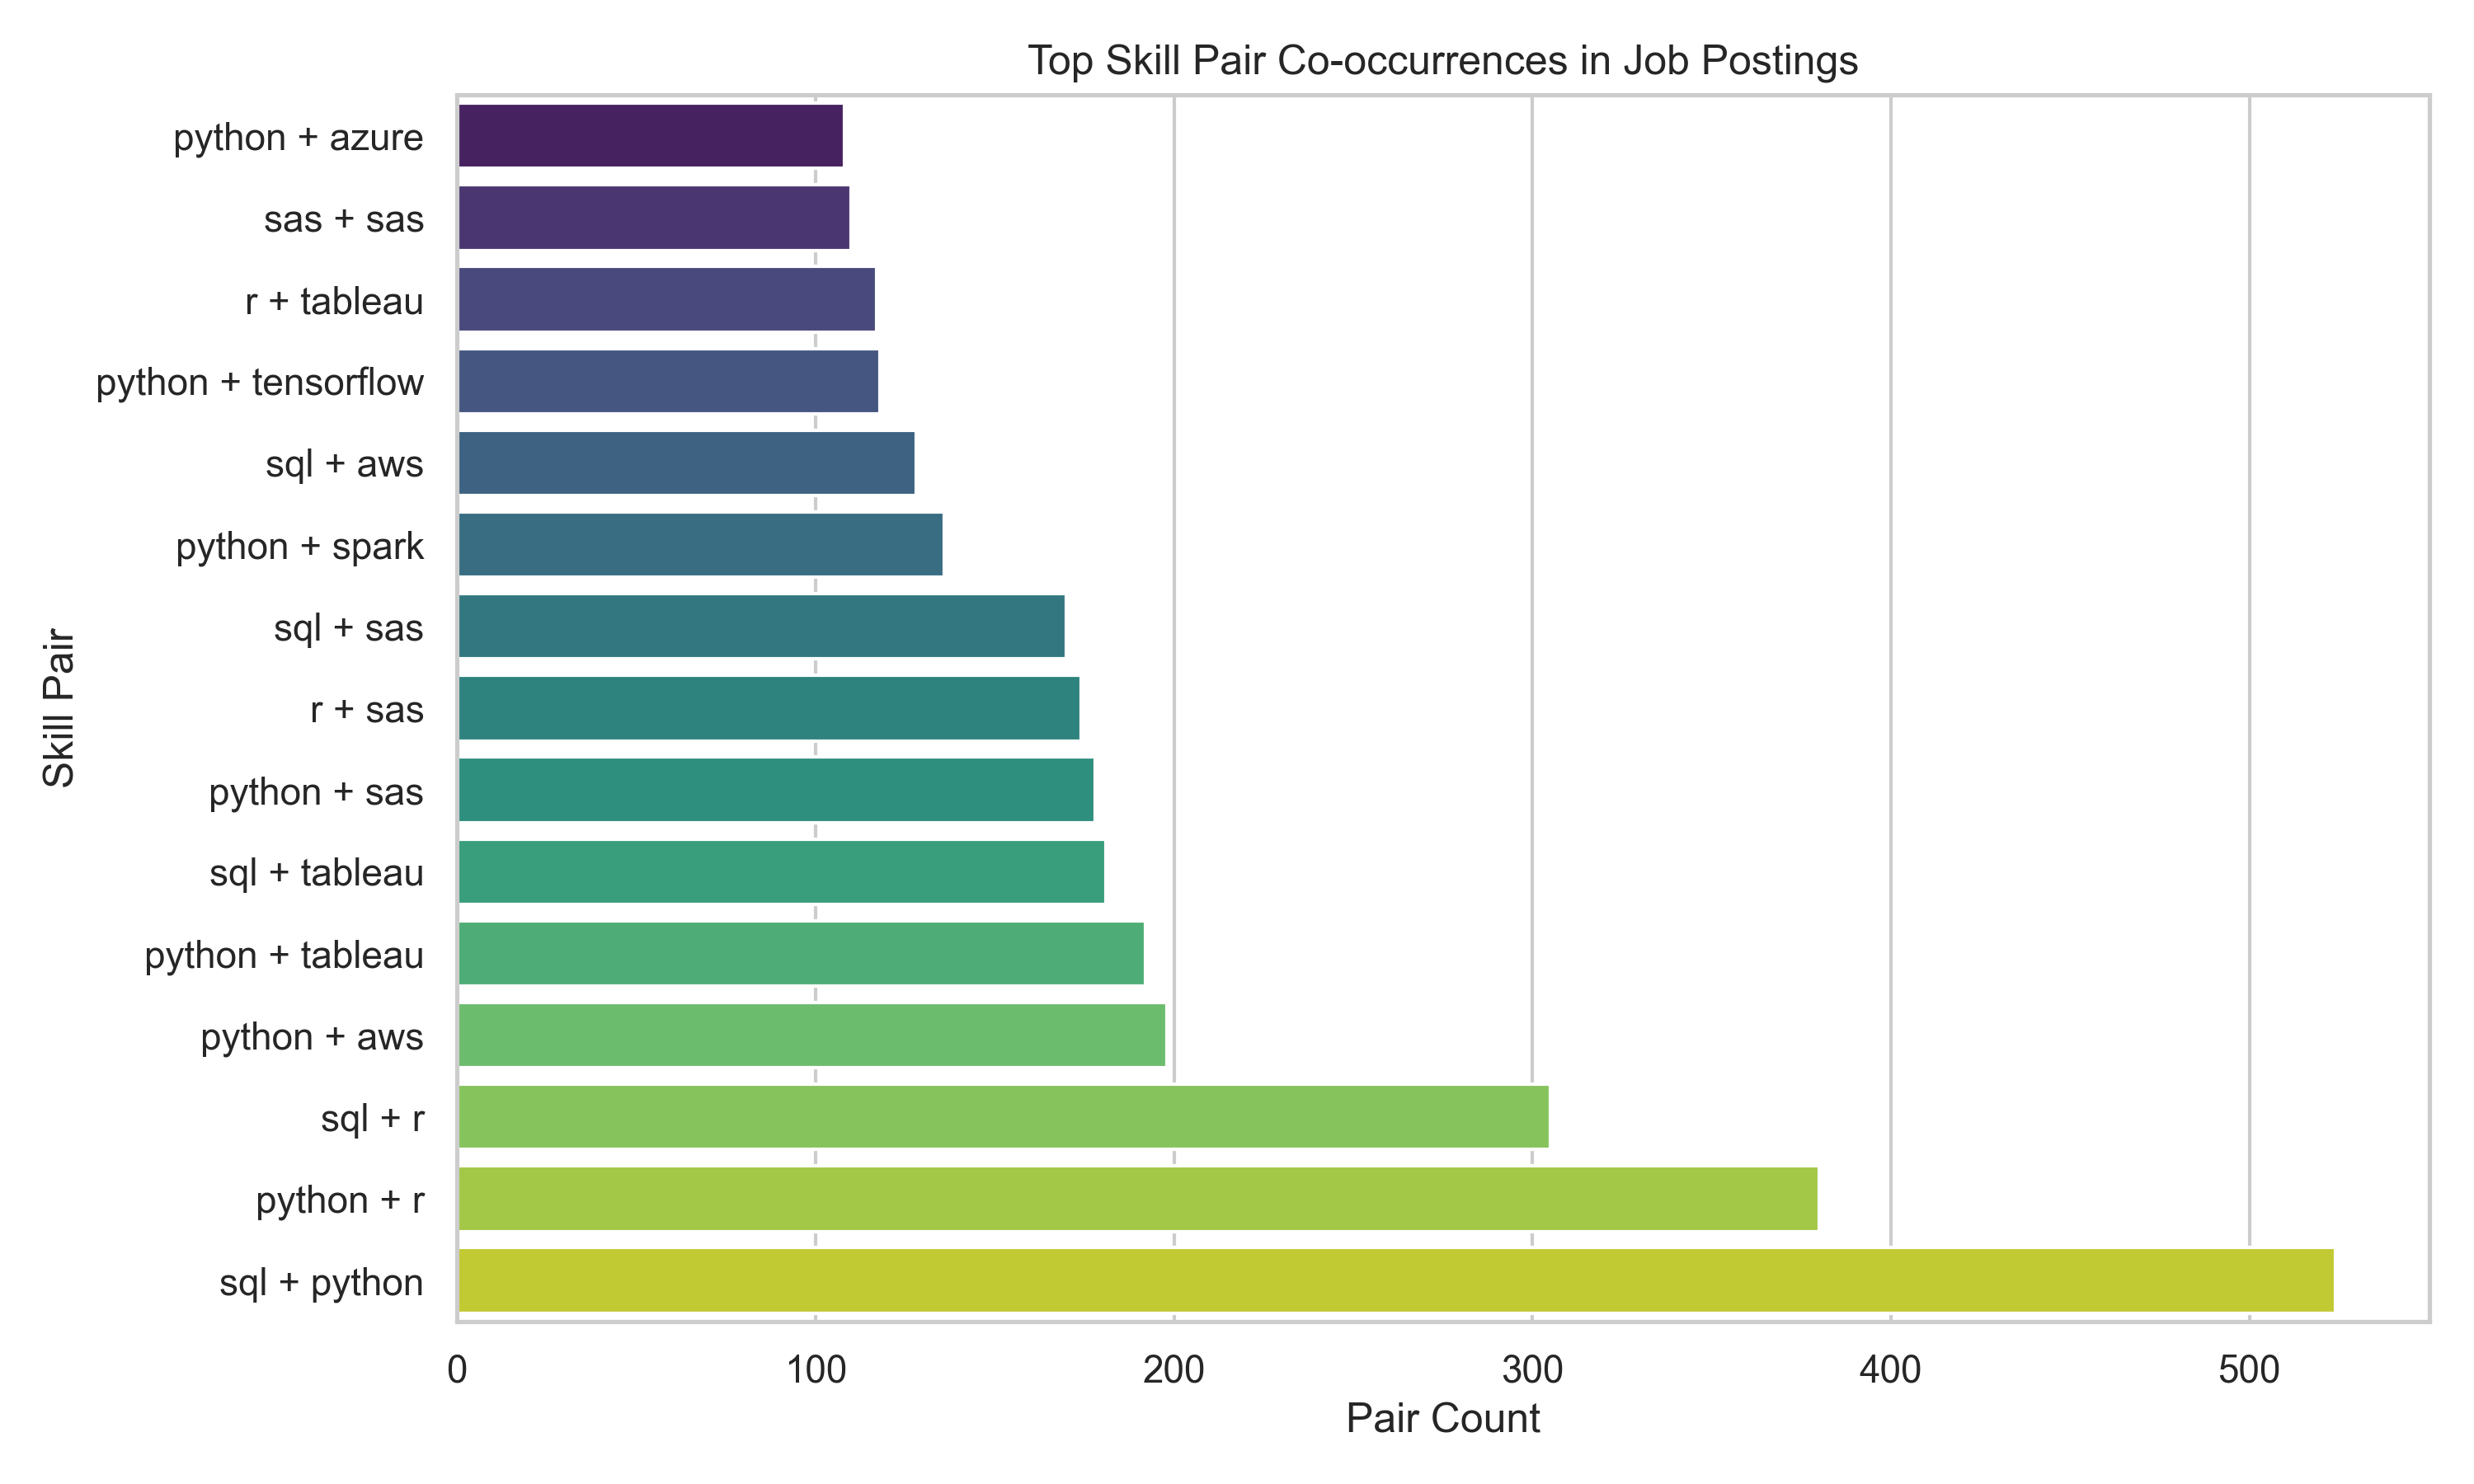 Top Skill Pair Co-occurrences in Job Postings
python + azure
sas + sas
r + tableau
python + tensorflow
sql + aws
python + spark
sql + sas
r + sas
python + sas
sql + tableau
python + tableau
python + aws
sql + r
python + r
sql + python
Skill Pair
0 100 200 300 400 500
Pair Count